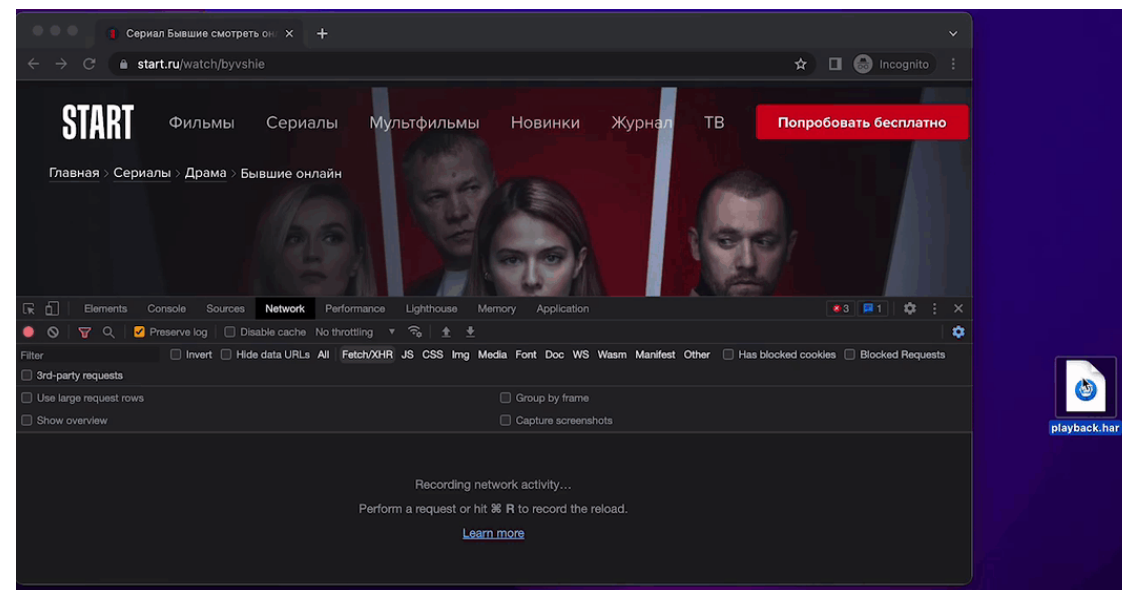 Сериал Бывшие смотреть он
start.ru/watch/byvshie
Incognito
START Фильмы Сериалы Мультфильмы Новинки Журнал ТВ Попробовать бесплатно
Главная › Сериалы › Драма › Бывшие онлайн
Elements Console Sources Network Performance Lighthouse Memory Application 3 1
Preserve log Disable cache No throttling
Filter Invert Hide data URLs All Fetch/XHR JS CSS Img Media Font Doc WS Wasm Manifest Other Has blocked cookies Blocked Requests
3rd-party requests
Use large request rows Group by frame
Show overview Capture screenshots
playback.har
Recording network activity…
Perform a request or hit ⌘ R to record the reload.
Learn more